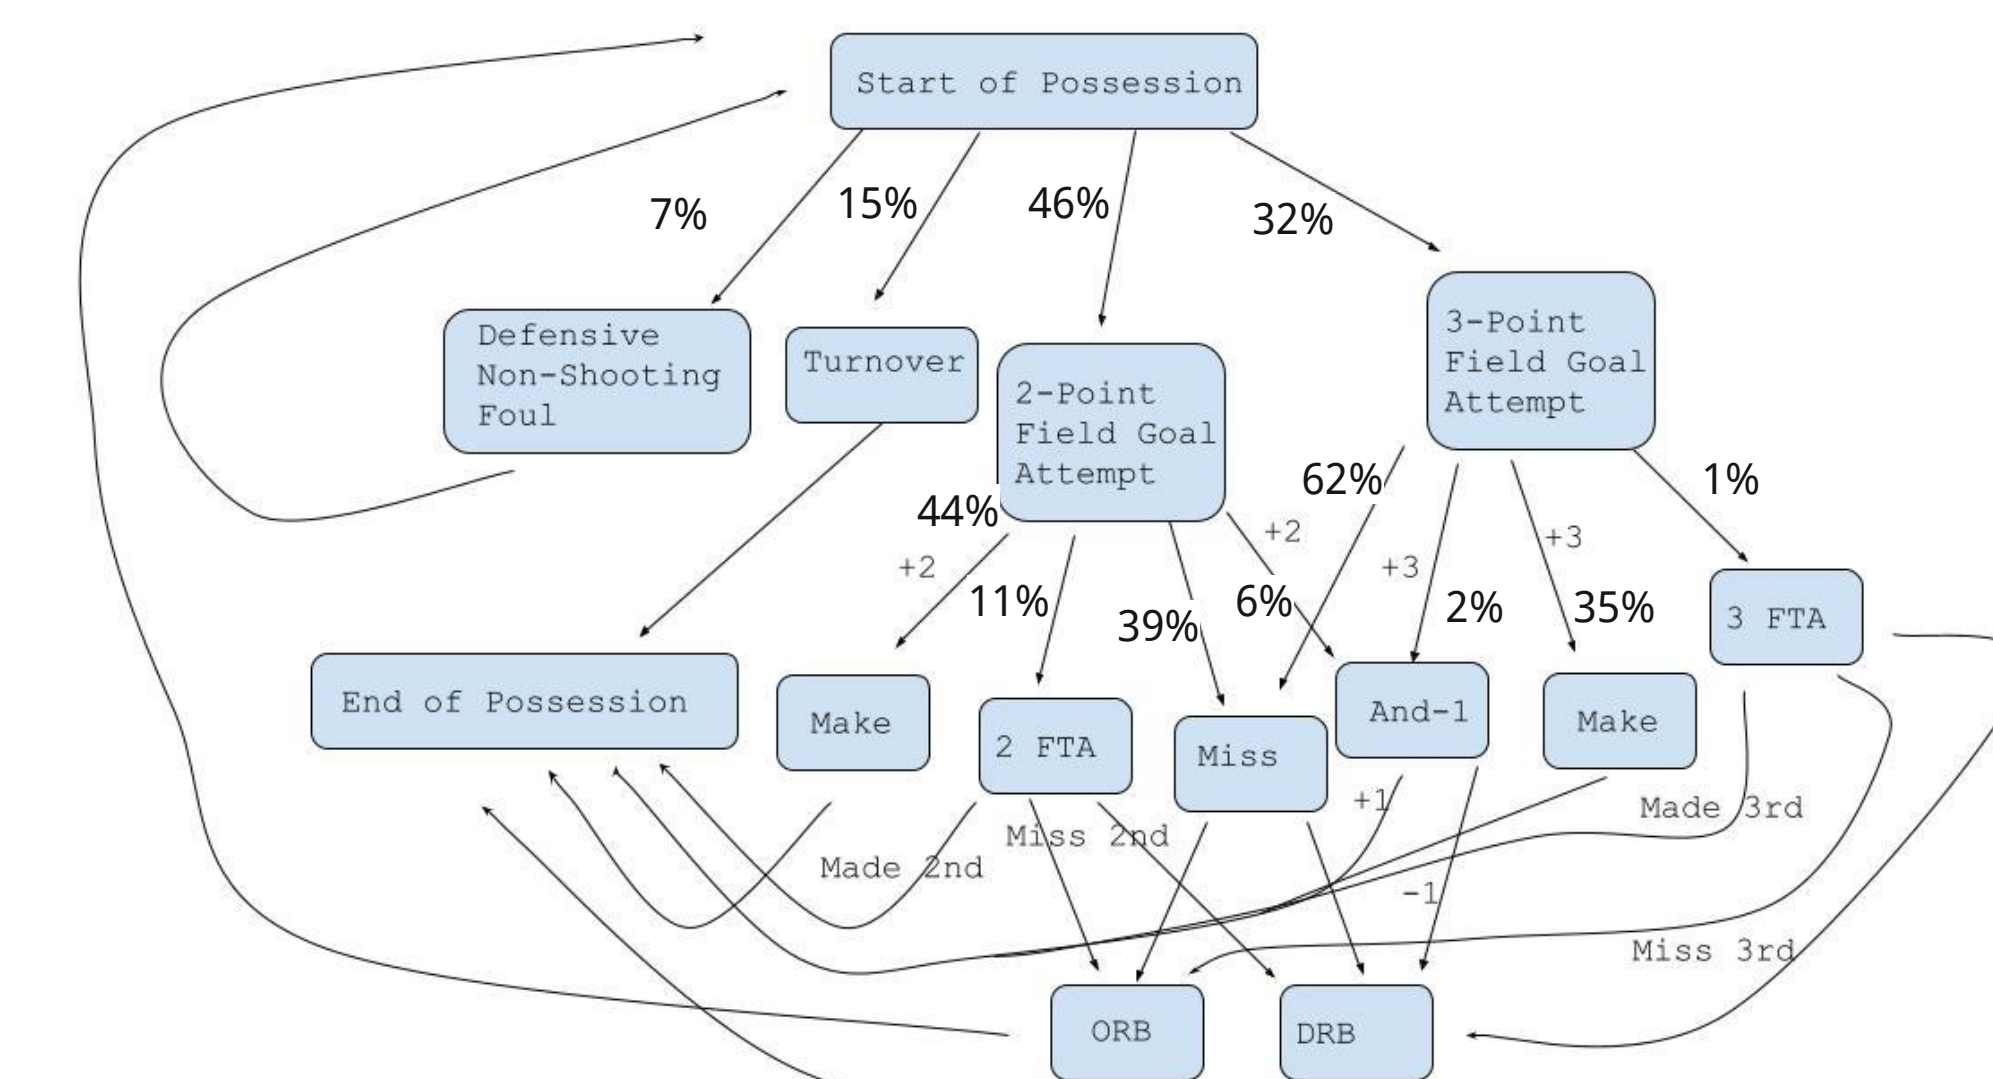 Start of Possession
7%
15%
46%
32%
Defensive
Non-Shooting
Foul
Turnover
2-Point
Field Goal
Attempt
3-Point
Field Goal
Attempt
44%
+2
11%
39%
+2
6%
62%
+3
2%
+3
35%
1%
3 FTA
End of Possession
Make
2 FTA
Miss
And-1
Make
Made 2nd
Miss 2nd
+1
-1
Made 3rd
Miss 3rd
ORB
DRB